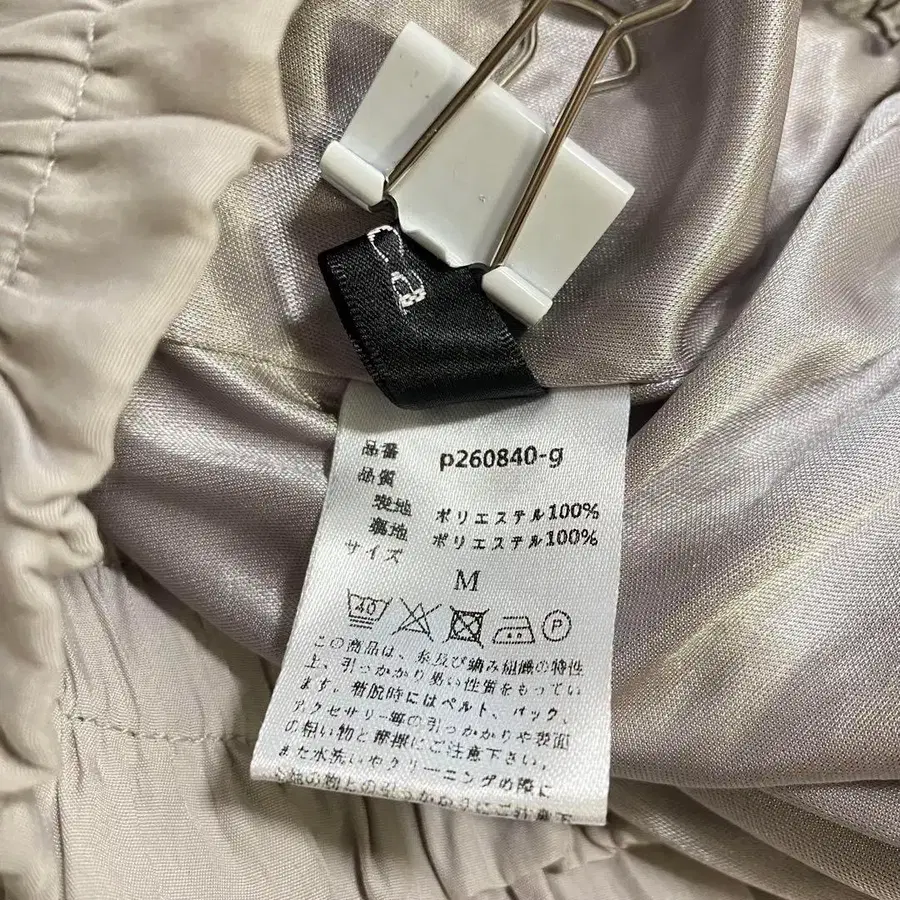 品番 p260840-g
品質
表地 ポリエステル100%
裏地 ポリエステル100%
サイズ
M
40 P
この商品は、糸及び編み組織の特性
上、引っかかり易い性質をもってい
ます。着脱時にはベルト、バック、
アクセサリー等の引っかかりや表面
の粗い物と摩擦にご注意下さい。
また水洗いやクリーニングの際に